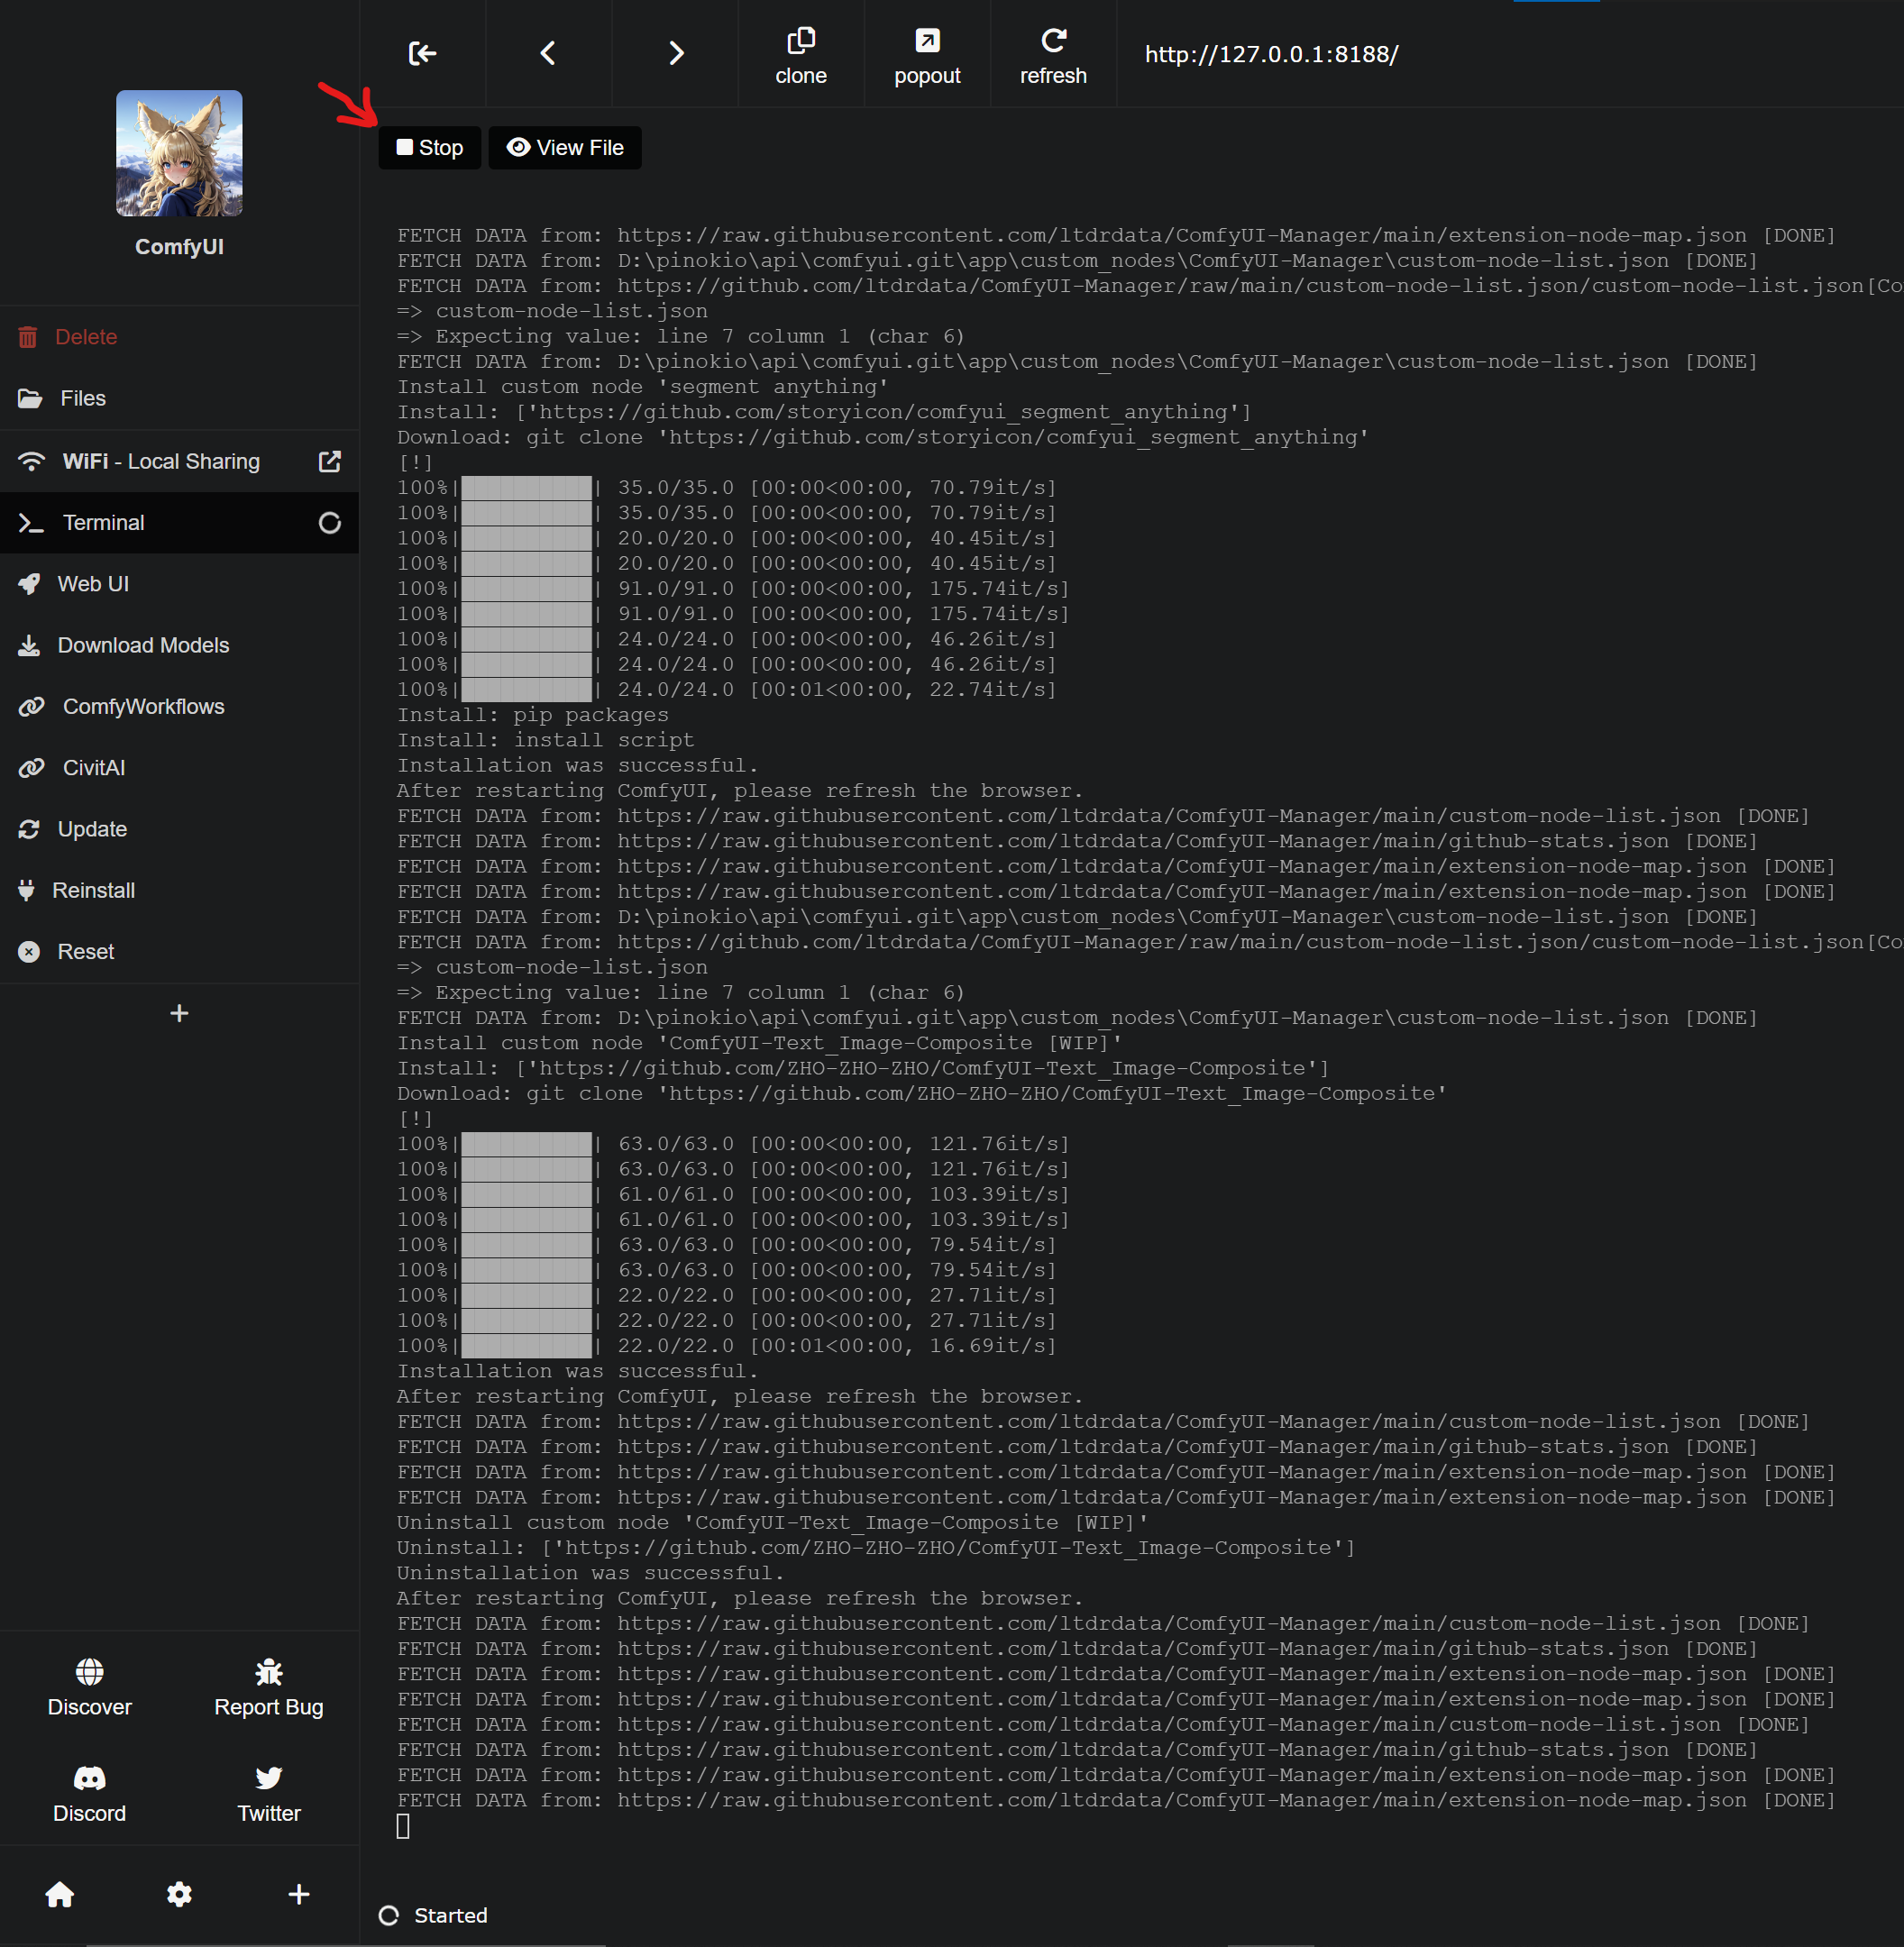 clone
popout
refresh
http://127.0.0.1:8188/
ComfyUI
Delete
Files
WiFi - Local Sharing
Terminal
Web UI
Download Models
ComfyWorkflows
CivitAI
Update
Reinstall
Reset
Discover
Report Bug
Discord
Twitter
Stop
View File
FETCH DATA from: https://raw.githubusercontent.com/ltdrdata/ComfyUI-Manager/main/extension-node-map.json [DONE]
FETCH DATA from: D:\pinokio\api\comfyui.git\app\custom_nodes\ComfyUI-Manager\custom-node-list.json [DONE]
FETCH DATA from: https://github.com/ltdrdata/ComfyUI-Manager/raw/main/custom-node-list.json/custom-node-list.json[Co
=> custom-node-list.json
=> Expecting value: line 7 column 1 (char 6)
FETCH DATA from: D:\pinokio\api\comfyui.git\app\custom_nodes\ComfyUI-Manager\custom-node-list.json [DONE]
Install custom node 'segment anything'
Install: ['https://github.com/storyicon/comfyui_segment_anything']
Download: git clone 'https://github.com/storyicon/comfyui_segment_anything'
[!]
100%|██████████| 35.0/35.0 [00:00<00:00, 70.79it/s]
100%|██████████| 35.0/35.0 [00:00<00:00, 70.79it/s]
100%|██████████| 20.0/20.0 [00:00<00:00, 40.45it/s]
100%|██████████| 20.0/20.0 [00:00<00:00, 40.45it/s]
100%|██████████| 91.0/91.0 [00:00<00:00, 175.74it/s]
100%|██████████| 91.0/91.0 [00:00<00:00, 175.74it/s]
100%|██████████| 24.0/24.0 [00:00<00:00, 46.26it/s]
100%|██████████| 24.0/24.0 [00:00<00:00, 46.26it/s]
100%|██████████| 24.0/24.0 [00:01<00:00, 22.74it/s]
Install: pip packages
Install: install script
Installation was successful.
After restarting ComfyUI, please refresh the browser.
FETCH DATA from: https://raw.githubusercontent.com/ltdrdata/ComfyUI-Manager/main/custom-node-list.json [DONE]
FETCH DATA from: https://raw.githubusercontent.com/ltdrdata/ComfyUI-Manager/main/github-stats.json [DONE]
FETCH DATA from: https://raw.githubusercontent.com/ltdrdata/ComfyUI-Manager/main/extension-node-map.json [DONE]
FETCH DATA from: https://raw.githubusercontent.com/ltdrdata/ComfyUI-Manager/main/extension-node-map.json [DONE]
FETCH DATA from: D:\pinokio\api\comfyui.git\app\custom_nodes\ComfyUI-Manager\custom-node-list.json [DONE]
FETCH DATA from: https://github.com/ltdrdata/ComfyUI-Manager/raw/main/custom-node-list.json/custom-node-list.json[Co
=> custom-node-list.json
=> Expecting value: line 7 column 1 (char 6)
FETCH DATA from: D:\pinokio\api\comfyui.git\app\custom_nodes\ComfyUI-Manager\custom-node-list.json [DONE]
Install custom node 'ComfyUI-Text_Image-Composite [WIP]'
Install: ['https://github.com/ZHO-ZHO-ZHO/ComfyUI-Text_Image-Composite']
Download: git clone 'https://github.com/ZHO-ZHO-ZHO/ComfyUI-Text_Image-Composite'
[!]
100%|██████████| 63.0/63.0 [00:00<00:00, 121.76it/s]
100%|██████████| 63.0/63.0 [00:00<00:00, 121.76it/s]
100%|██████████| 61.0/61.0 [00:00<00:00, 103.39it/s]
100%|██████████| 61.0/61.0 [00:00<00:00, 103.39it/s]
100%|██████████| 63.0/63.0 [00:00<00:00, 79.54it/s]
100%|██████████| 63.0/63.0 [00:00<00:00, 79.54it/s]
100%|██████████| 22.0/22.0 [00:00<00:00, 27.71it/s]
100%|██████████| 22.0/22.0 [00:00<00:00, 27.71it/s]
100%|██████████| 22.0/22.0 [00:01<00:00, 16.69it/s]
Installation was successful.
After restarting ComfyUI, please refresh the browser.
FETCH DATA from: https://raw.githubusercontent.com/ltdrdata/ComfyUI-Manager/main/custom-node-list.json [DONE]
FETCH DATA from: https://raw.githubusercontent.com/ltdrdata/ComfyUI-Manager/main/github-stats.json [DONE]
FETCH DATA from: https://raw.githubusercontent.com/ltdrdata/ComfyUI-Manager/main/extension-node-map.json [DONE]
FETCH DATA from: https://raw.githubusercontent.com/ltdrdata/ComfyUI-Manager/main/extension-node-map.json [DONE]
Uninstall custom node 'ComfyUI-Text_Image-Composite [WIP]'
Uninstall: ['https://github.com/ZHO-ZHO-ZHO/ComfyUI-Text_Image-Composite']
Uninstallation was successful.
After restarting ComfyUI, please refresh the browser.
FETCH DATA from: https://raw.githubusercontent.com/ltdrdata/ComfyUI-Manager/main/custom-node-list.json [DONE]
FETCH DATA from: https://raw.githubusercontent.com/ltdrdata/ComfyUI-Manager/main/github-stats.json [DONE]
FETCH DATA from: https://raw.githubusercontent.com/ltdrdata/ComfyUI-Manager/main/extension-node-map.json [DONE]
FETCH DATA from: https://raw.githubusercontent.com/ltdrdata/ComfyUI-Manager/main/extension-node-map.json [DONE]
FETCH DATA from: https://raw.githubusercontent.com/ltdrdata/ComfyUI-Manager/main/custom-node-list.json [DONE]
FETCH DATA from: https://raw.githubusercontent.com/ltdrdata/ComfyUI-Manager/main/github-stats.json [DONE]
FETCH DATA from: https://raw.githubusercontent.com/ltdrdata/ComfyUI-Manager/main/extension-node-map.json [DONE]
FETCH DATA from: https://raw.githubusercontent.com/ltdrdata/ComfyUI-Manager/main/extension-node-map.json [DONE]
Started